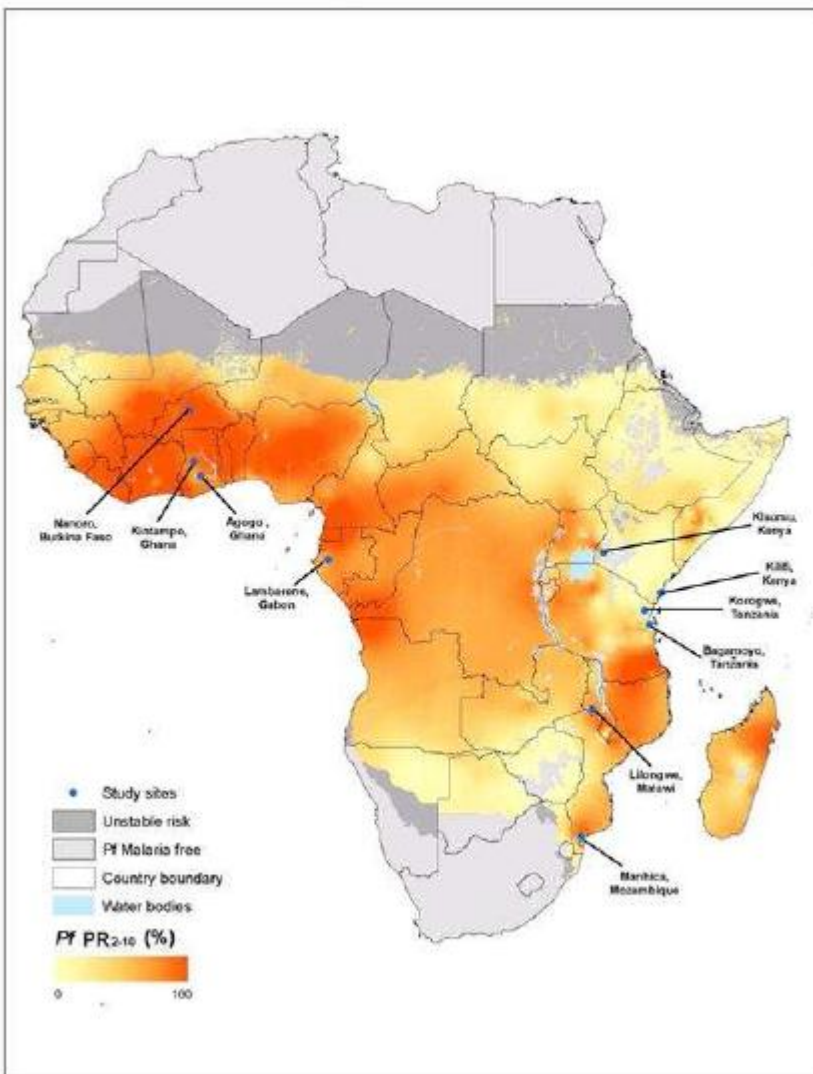 Nanoro,
Burkina Faso
Kintampo,
Ghana
Agogo,
Ghana
Lambarene,
Gabon
Kisumu,
Kenya
Kilifi,
Kenya
Korogwe,
Tanzania
Bagamoyo,
Tanzania
Lilongwe,
Malawi
Manhica,
Mozambique
Study sites
Unstable risk
Pf Malaria free
Country boundary
Water bodies
Pf PR2-10 (%)
0 100